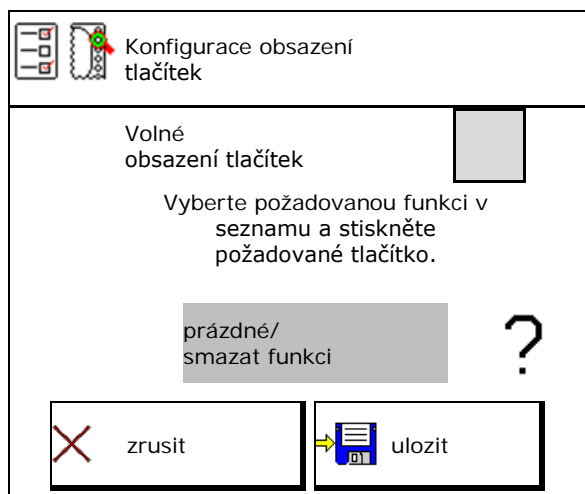 Konfigurace obsazení
tlačítek
Volné
obsazení tlačítek
Vyberte požadovanou funkci v
seznamu a stiskněte
požadované tlačítko.
prázdné/
smazat funkci
?
zrusit
ulozit